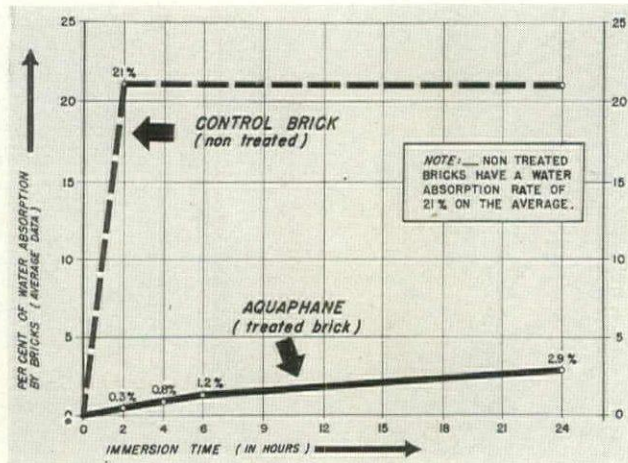 25
20
15
10
5
0
PER CENT OF WATER ABSORPTION
BY BRICKS (AVERAGE DATA)
21%
CONTROL BRICK
(non treated)
NOTE:__ NON TREATED
BRICKS HAVE A WATER
ABSORPTION RATE OF
21% ON THE AVERAGE.
AQUAPHANE
(treated brick)
0.3%
0.8%
1.2%
2.9%
25
20
15
10
5
0
0 2 4 6 9 12 15 18 21 24
IMMERSION TIME (IN HOURS)